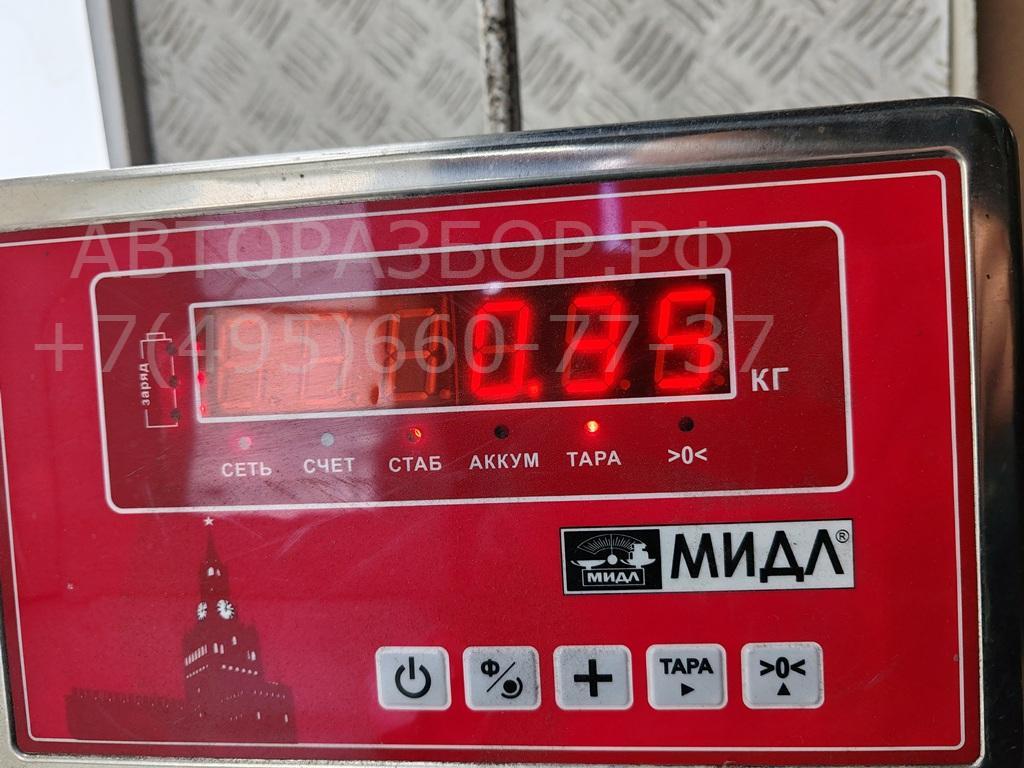 АВТОРАЗБОР.РФ
+7(495)660-77-37
заряд
0.35
КГ
СЕТЬ СЧЕТ СТАБ АККУМ ТАРА >0<
МИДЛ МИДЛ®
Ф/ + ТАРА >0<